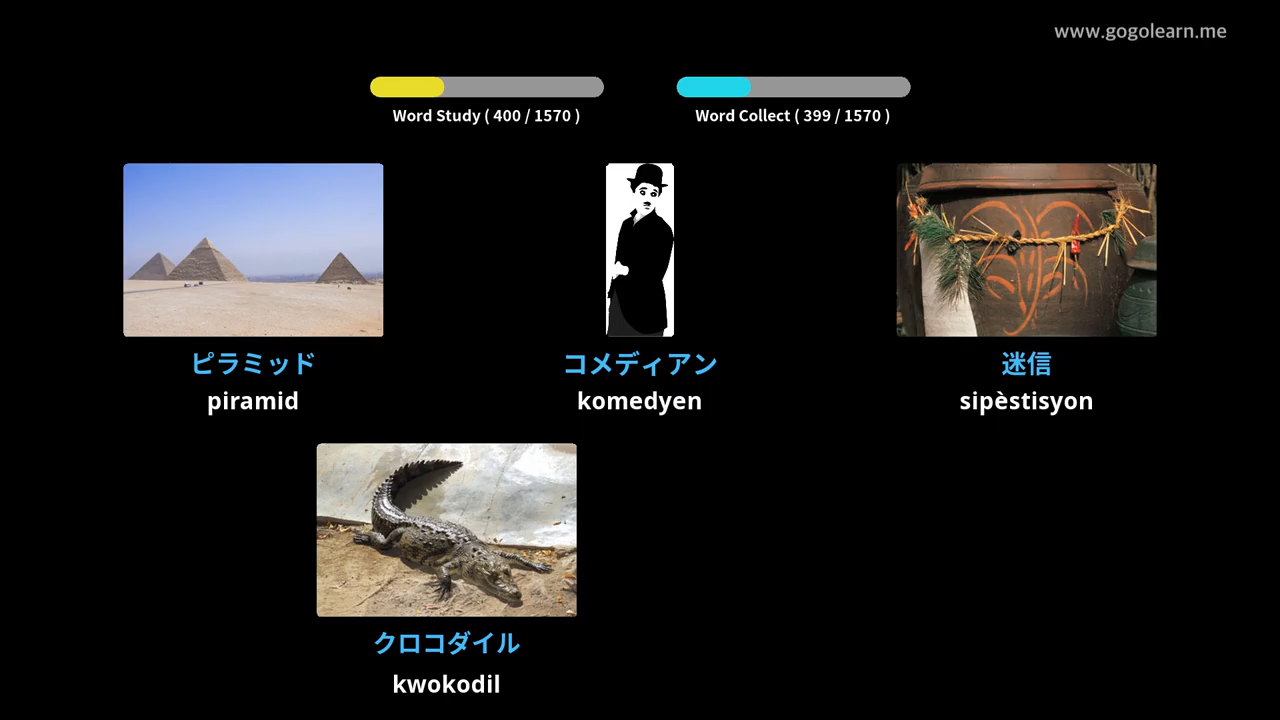 www.gogolearn.me
Word Study ( 400 / 1570 )
Word Collect ( 399 / 1570 )
ピラミッド
piramid
コメディアン
komedyen
迷信
sipèstisyon
クロコダイル
kwokodil